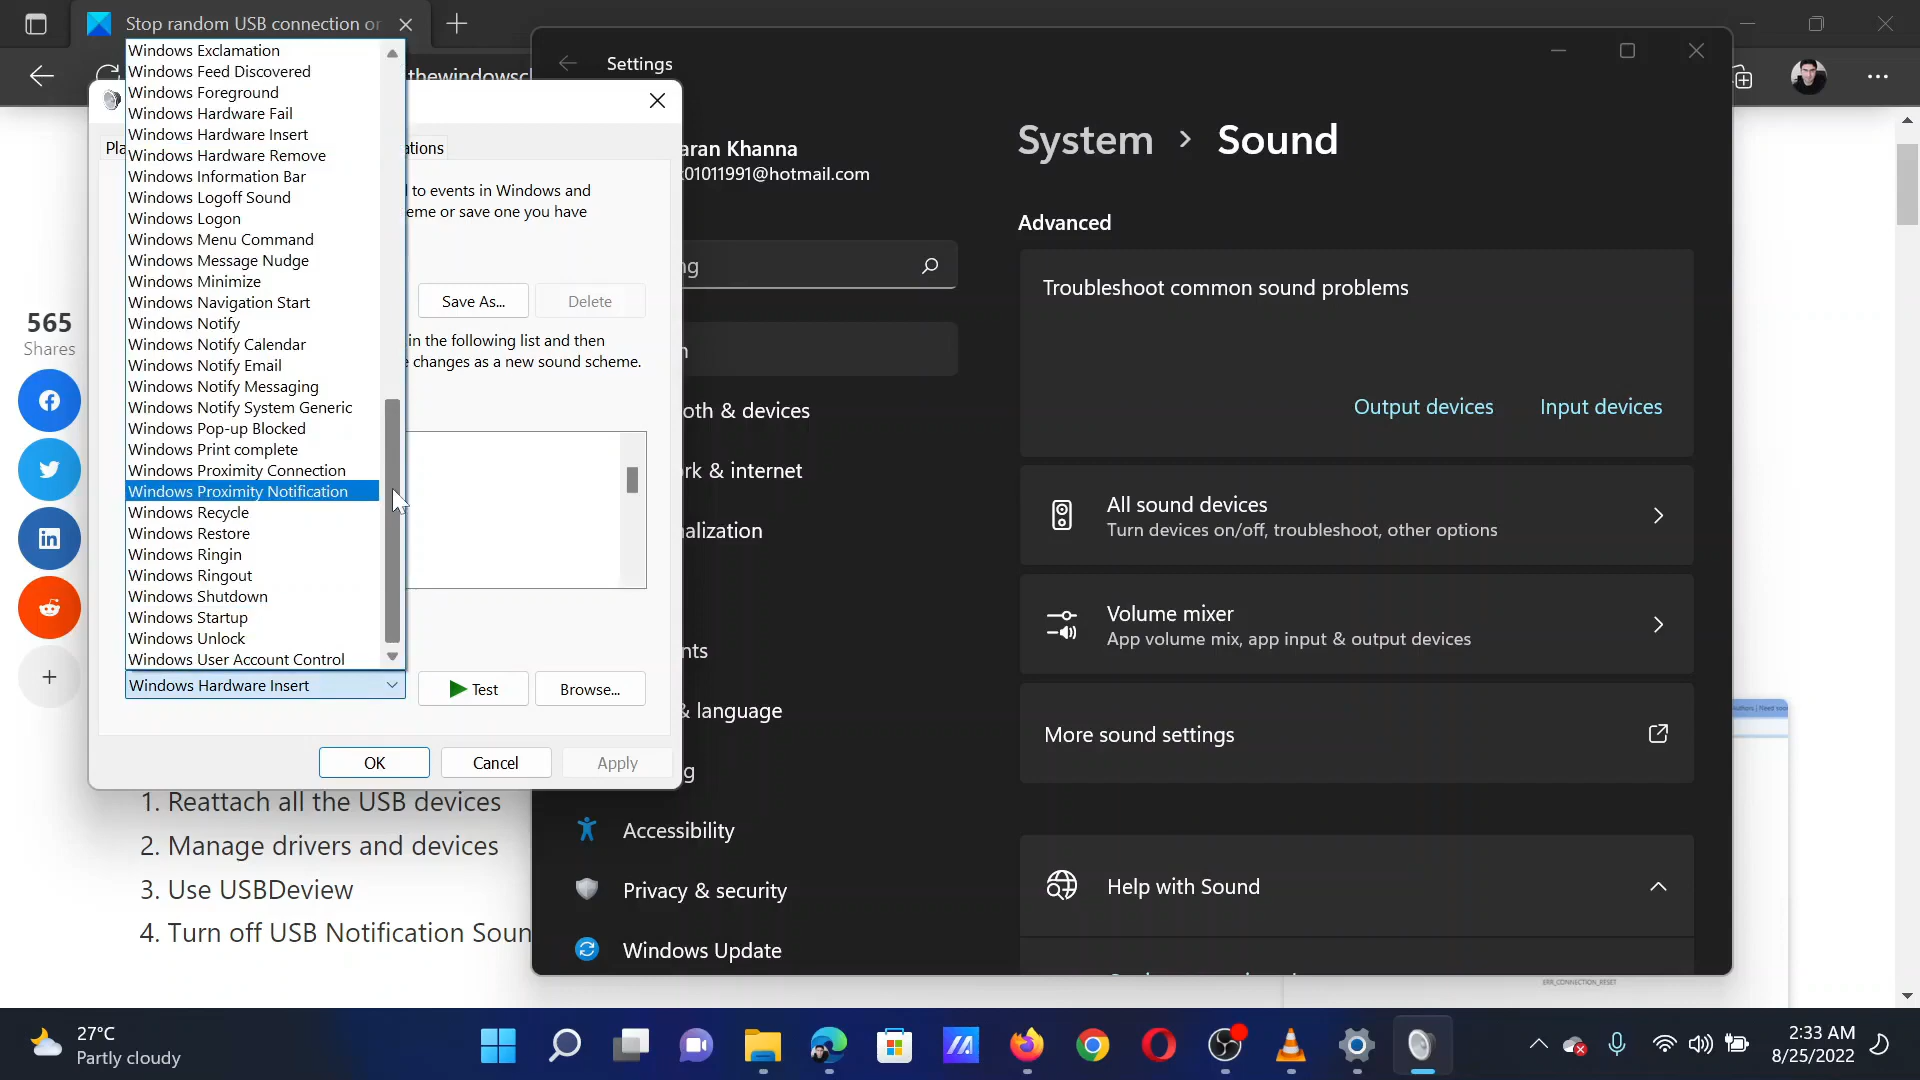 Stop random USB connection or
thewindowscl
Windows Exclamation
Windows Feed Discovered
Windows Foreground
Windows Hardware Fail
Windows Hardware Insert
Windows Hardware Remove
Windows Information Bar
Windows Logoff Sound
Windows Logon
Windows Menu Command
Windows Message Nudge
Windows Minimize
Windows Navigation Start
Windows Notify
Windows Notify Calendar
Windows Notify Email
Windows Notify Messaging
Windows Notify System Generic
Windows Pop-up Blocked
Windows Print complete
Windows Proximity Connection
Windows Proximity Notification
Windows Recycle
Windows Restore
Windows Ringin
Windows Ringout
Windows Shutdown
Windows Startup
Windows Unlock
Windows User Account Control
Windows Hardware Insert
Pla
ations
to events in Windows and
eme or save one you have
Save As...
Delete
in the following list and then
changes as a new sound scheme.
Test
Browse...
OK
Cancel
Apply
565
Shares
1. Reattach all the USB devices
2. Manage drivers and devices
3. Use USBDeview
4. Turn off USB Notification Soun
Settings
aran Khanna
01011991@hotmail.com
ng
oth & devices
rk & internet
alization
nts
& language
g
Accessibility
Privacy & security
Windows Update
System > Sound
Advanced
Troubleshoot common sound problems
Output devices
Input devices
All sound devices
Turn devices on/off, troubleshoot, other options
Volume mixer
App volume mix, app input & output devices
More sound settings
Help with Sound
ERR_CONNECTION_RESET
27°C
Partly cloudy
2:33 AM
8/25/2022